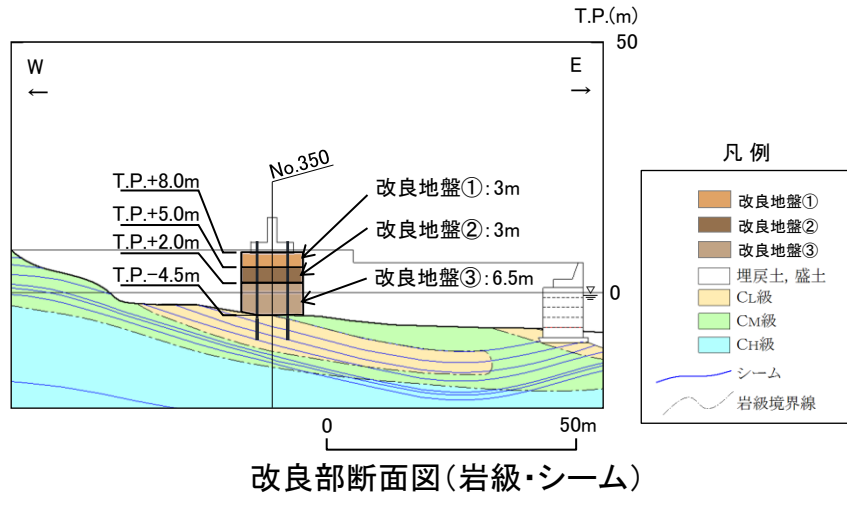 T.P.(m)
50
W
E
←
→
No.350
T.P.+8.0m
改良地盤①:3m
T.P.+5.0m
改良地盤②:3m
T.P.+2.0m
T.P.−4.5m
改良地盤③:6.5m
0
凡 例
改良地盤①
改良地盤②
改良地盤③
埋戻土, 盛土
CL級
CM級
CH級
シーム
岩級境界線
0
50m
改良部断面図(岩級・シーム)